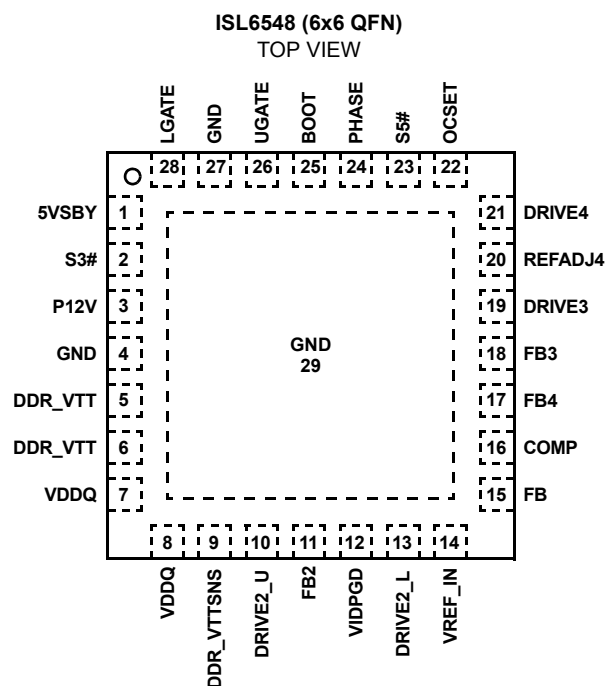 ISL6548 (6x6 QFN)
TOP VIEW
LGATE
GND
UGATE
BOOT
PHASE
S5#
OCSET
28
27
26
25
24
23
22
5VSBY 1
S3# 2
P12V 3
GND 4
DDR_VTT 5
DDR_VTT 6
VDDQ 7
GND
29
21 DRIVE4
20 REFADJ4
19 DRIVE3
18 FB3
17 FB4
16 COMP
15 FB
8
9
10
11
12
13
14
VDDQ
DDR_VTTSNS
DRIVE2_U
FB2
VIDPGD
DRIVE2_L
VREF_IN